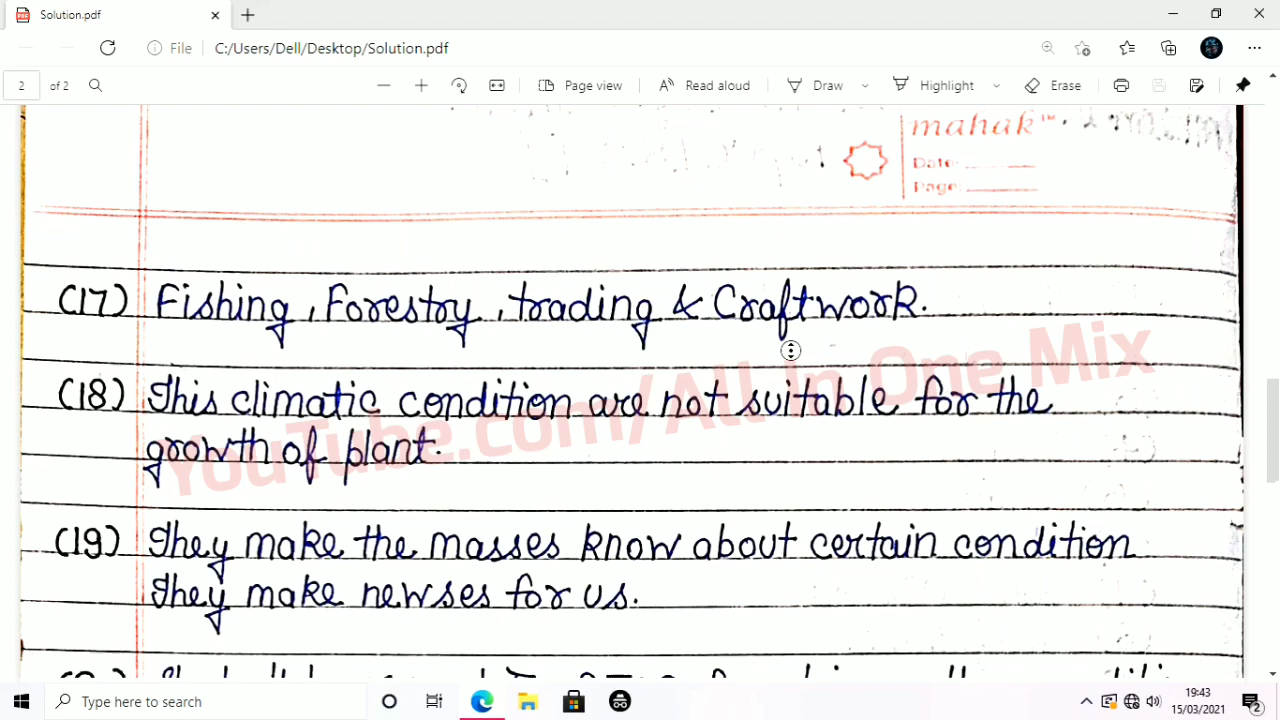 Solution.pdf
File C:/Users/Dell/Desktop/Solution.pdf
2 of 2 Page view Read aloud Draw Highlight Erase
mahak™
Date:
Page:
(17) Fishing, Forestry, trading & Craftwork.
(18) This climatic condition are not suitable for the
growth of plant.
YouTube.com/All In One Mix
(19) They make the masses know about certain condition
They make newses for us.
Type here to search
19:43
15/03/2021
2